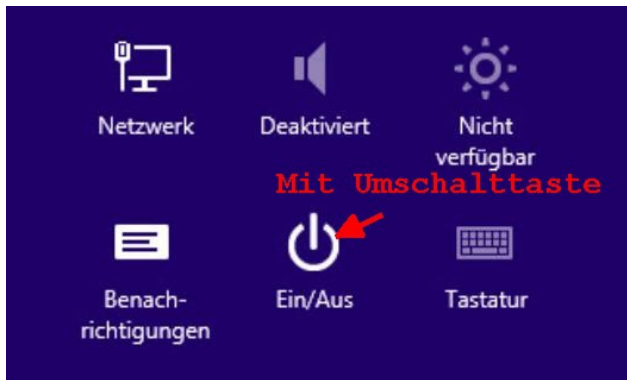 Netzwerk
Deaktiviert
Nicht
verfügbar
Mit Umschalttaste
Benach-
richtigungen
Ein/Aus
Tastatur